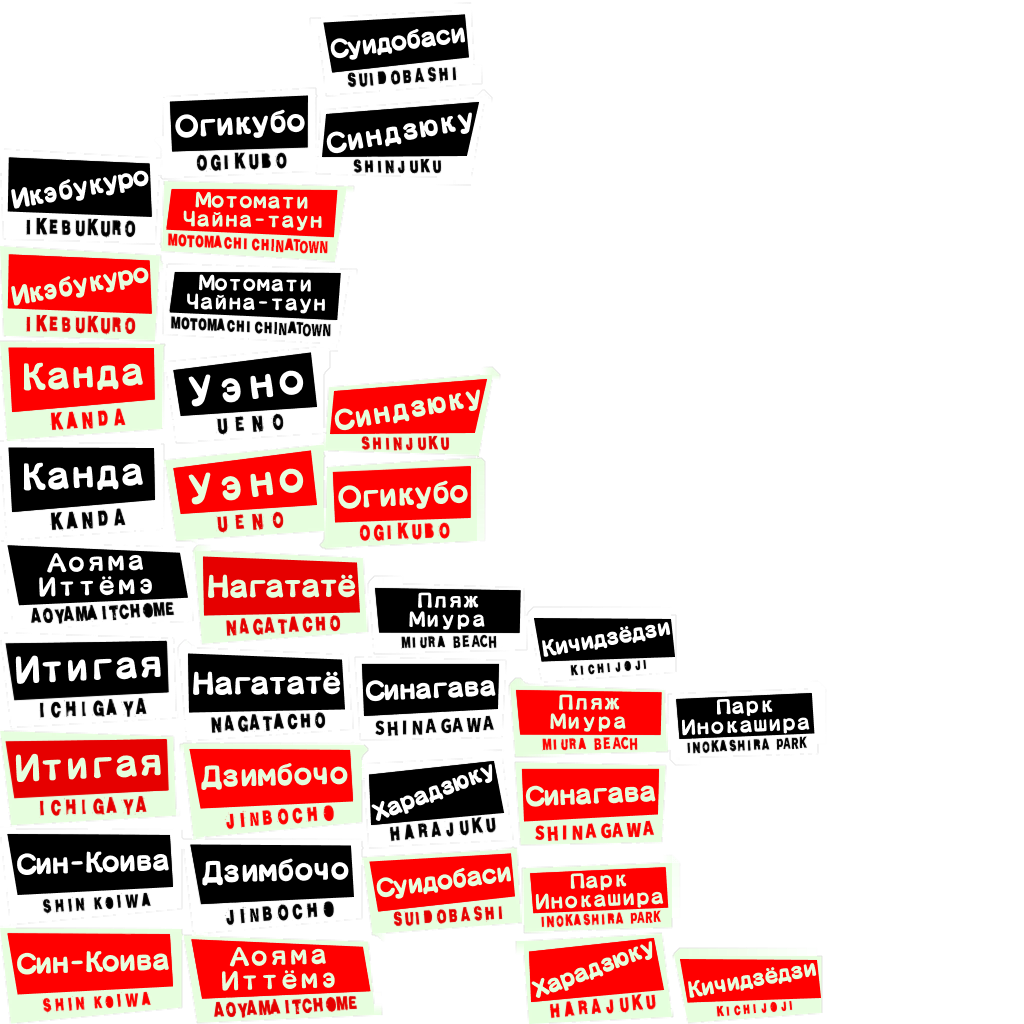 Суидобаси
SUIDOBASHI
Огикубо
OGIKUBO
Синдзюку
SHINJUKU
Икэбукуро
IKEBUKURO
Мотомати
Чайна-таун
MOTOMACHI CHINATOWN
Икэбукуро
IKEBUKURO
Мотомати
Чайна-таун
MOTOMACHI CHINATOWN
Канда
KANDA
Уэно
UENO
Синдзюку
SHINJUKU
Канда
KANDA
Уэно
UENO
Огикубо
OGIKUBO
Аояма
Иттёмэ
AOYAMA ITCHOME
Нагататё
NAGATACHO
Пляж
Миура
MIURA BEACH
Кичидзёдзи
KICHIJOJI
Итигая
ICHIGAYA
Нагататё
NAGATACHO
Синагава
SHINAGAWA
Пляж
Миура
MIURA BEACH
Парк
Инокашира
INOKASHIRA PARK
Итигая
ICHIGAYA
Дзимбочо
JINBOCHO
Харадзюку
HARAJUKU
Синагава
SHINAGAWA
Син-Коива
SHIN KOIWA
Дзимбочо
JINBOCHO
Суидобаси
SUIDOBASHI
Парк
Инокашира
INOKASHIRA PARK
Син-Коива
SHIN KOIWA
Аояма
Иттёмэ
AOYAMA ITCHOME
Харадзюку
HARAJUKU
Кичидзёдзи
KICHIJOJI